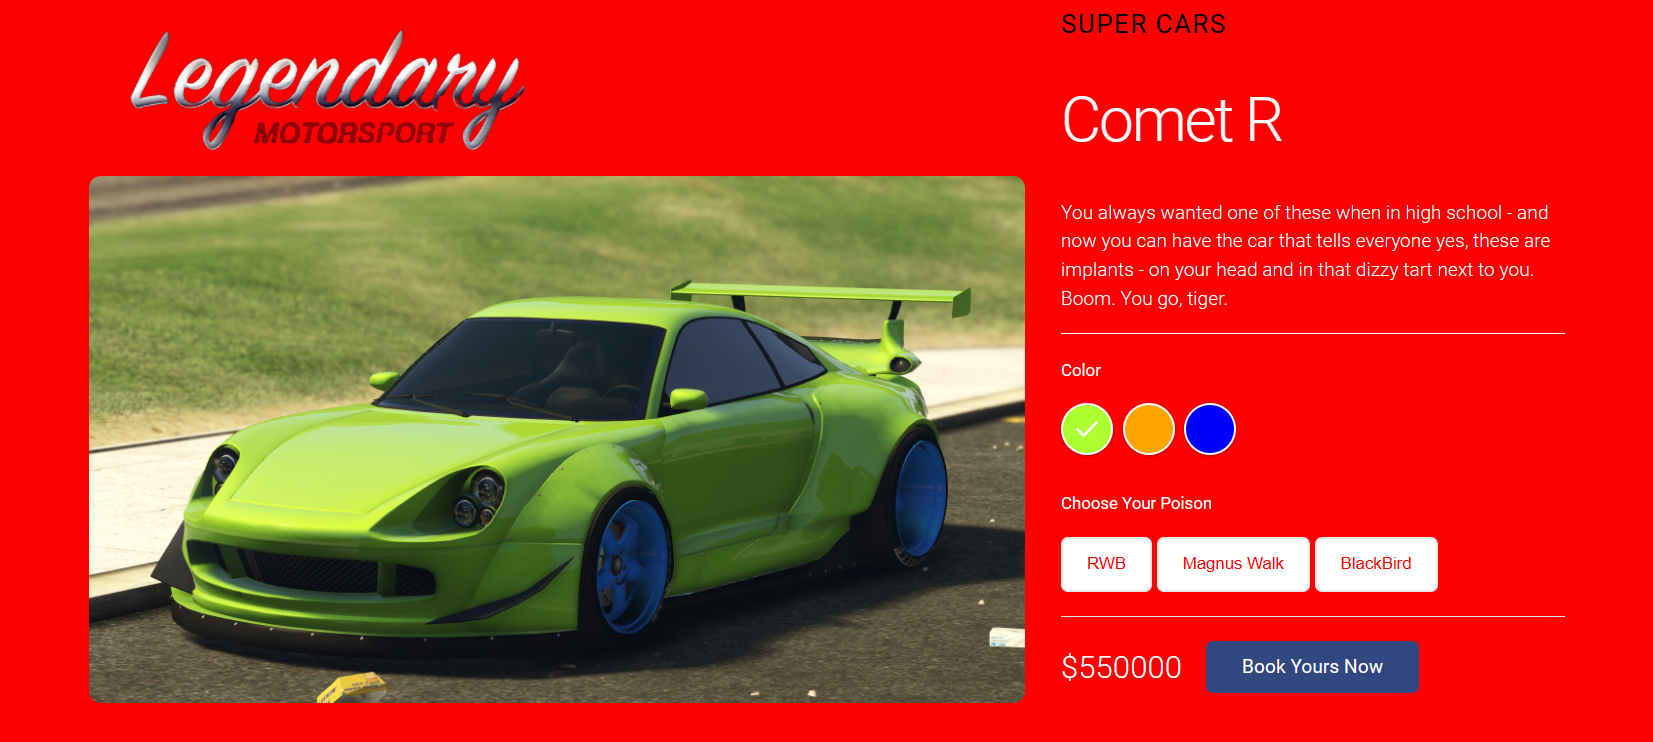 Legendary
MOTORSPORT
SUPER CARS
Comet R
You always wanted one of these when in high school - and
now you can have the car that tells everyone yes, these are
implants - on your head and in that dizzy tart next to you.
Boom. You go, tiger.
Color
Choose Your Poison
RWB
Magnus Walk
BlackBird
$550000
Book Yours Now